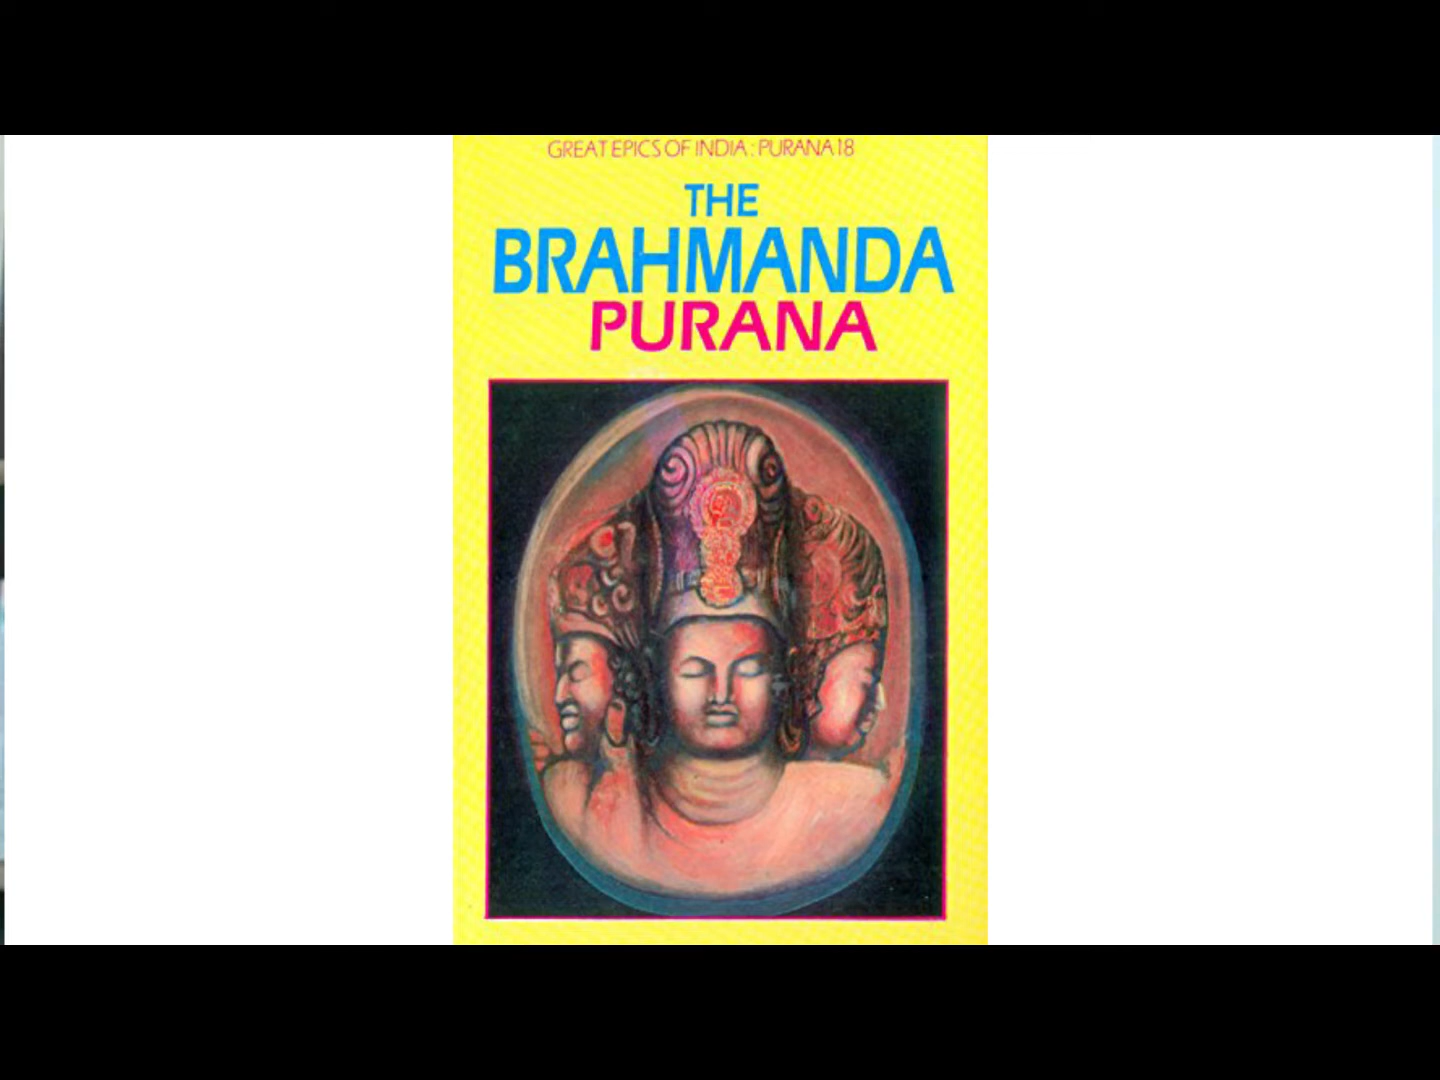 GREAT EPICS OF INDIA : PURANA 18
THE
BRAHMANDA
PURANA